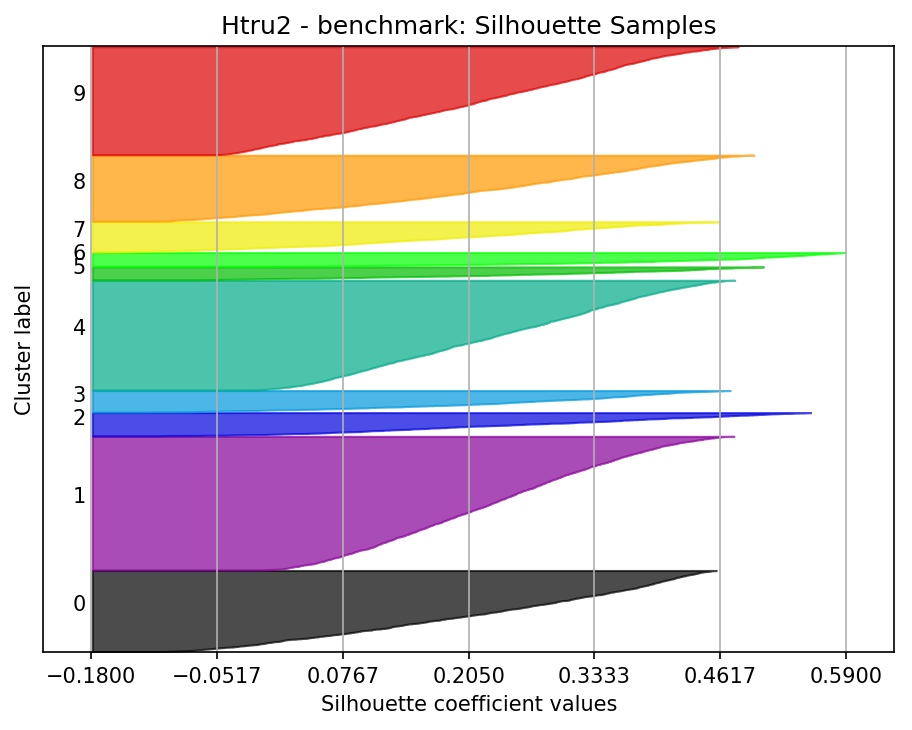 Htru2 - benchmark: Silhouette Samples
9
8
7
6
5
4
3
2
1
0
Cluster label
−0.1800 −0.0517 0.0767 0.2050 0.3333 0.4617 0.5900
Silhouette coefficient values